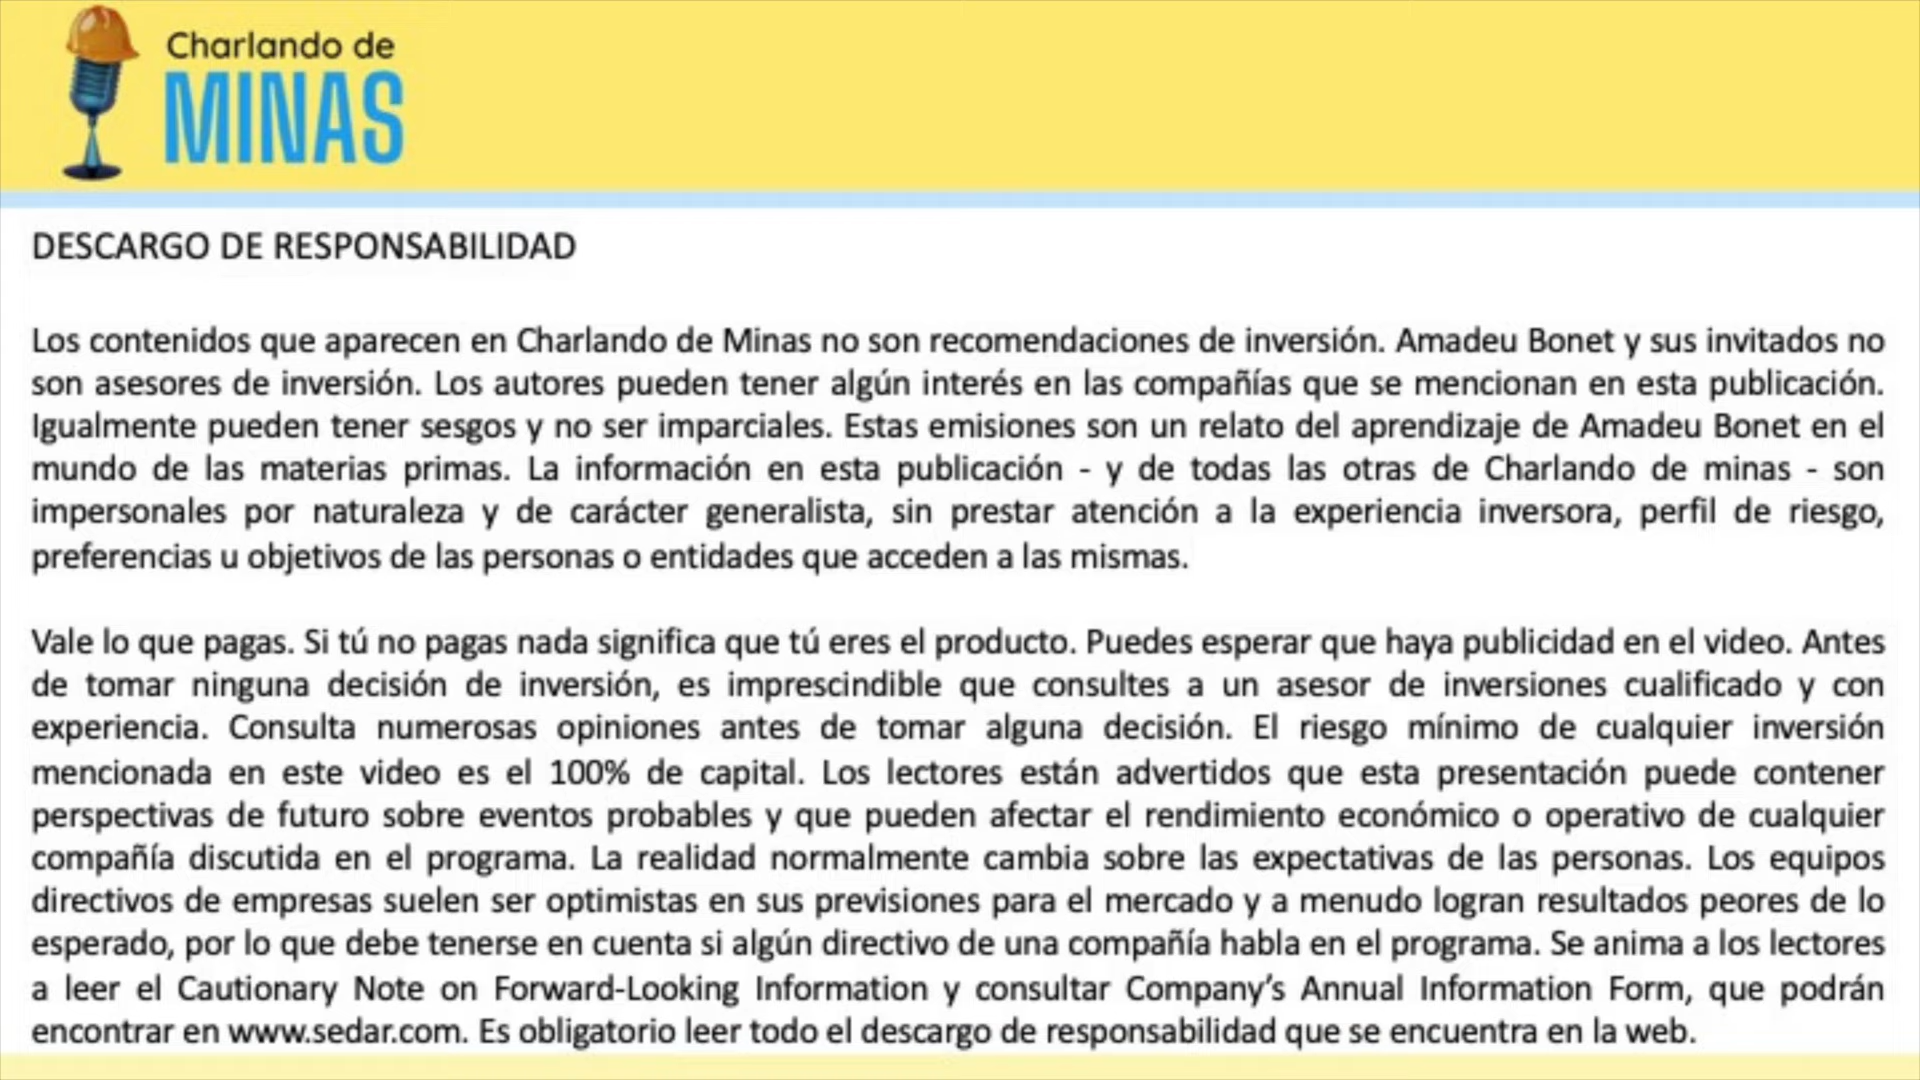 Charlando de
MINAS
DESCARGO DE RESPONSABILIDAD
Los contenidos que aparecen en Charlando de Minas no son recomendaciones de inversión. Amadeu Bonet y sus invitados no
son asesores de inversión. Los autores pueden tener algún interés en las compañías que se mencionan en esta publicación.
Igualmente pueden tener sesgos y no ser imparciales. Estas emisiones son un relato del aprendizaje de Amadeu Bonet en el
mundo de las materias primas. La información en esta publicación - y de todas las otras de Charlando de minas - son
impersonales por naturaleza y de carácter generalista, sin prestar atención a la experiencia inversora, perfil de riesgo,
preferencias u objetivos de las personas o entidades que acceden a las mismas.
Vale lo que pagas. Si tú no pagas nada significa que tú eres el producto. Puedes esperar que haya publicidad en el video. Antes
de tomar ninguna decisión de inversión, es imprescindible que consultes a un asesor de inversiones cualificado y con
experiencia. Consulta numerosas opiniones antes de tomar alguna decisión. El riesgo mínimo de cualquier inversión
mencionada en este video es el 100% de capital. Los lectores están advertidos que esta presentación puede contener
perspectivas de futuro sobre eventos probables y que pueden afectar el rendimiento económico o operativo de cualquier
compañía discutida en el programa. La realidad normalmente cambia sobre las expectativas de las personas. Los equipos
directivos de empresas suelen ser optimistas en sus previsiones para el mercado y a menudo logran resultados peores de lo
esperado, por lo que debe tenerse en cuenta si algún directivo de una compañía habla en el programa. Se anima a los lectores
a leer el Cautionary Note on Forward-Looking Information y consultar Company’s Annual Information Form, que podrán
encontrar en www.sedar.com. Es obligatorio leer todo el descargo de responsabilidad que se encuentra en la web.